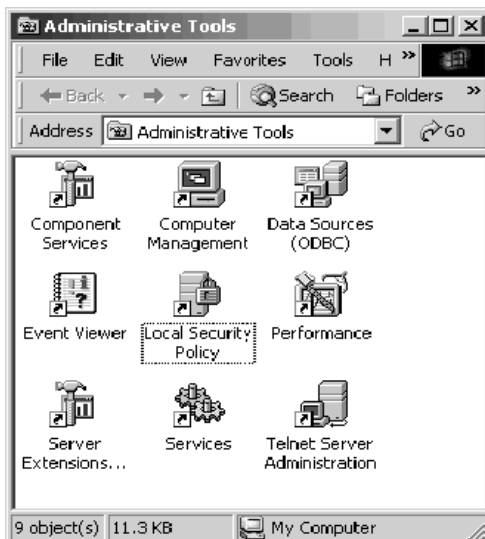 Administrative Tools
File Edit View Favorites Tools H »
Back Search Folders »
Address Administrative Tools Go
Component Services
Computer Management
Data Sources (ODBC)
Event Viewer
Local Security Policy
Performance
Server Extensions...
Services
Telnet Server Administration
9 object(s) 11.3 KB My Computer